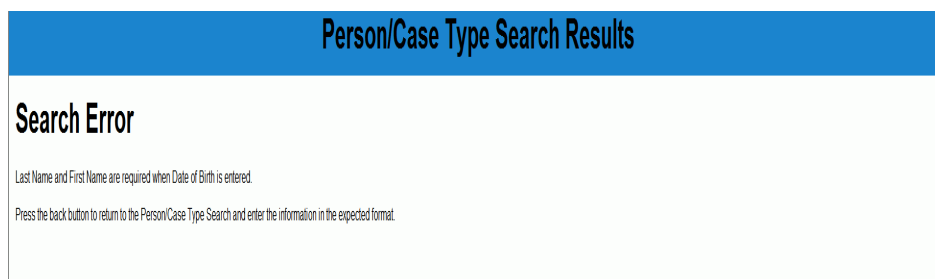 Person/Case Type Search Results
Search Error
Last Name and First Name are required when Date of Birth is entered.
Press the back button to return to the Person/Case Type Search and enter the information in the expected format.